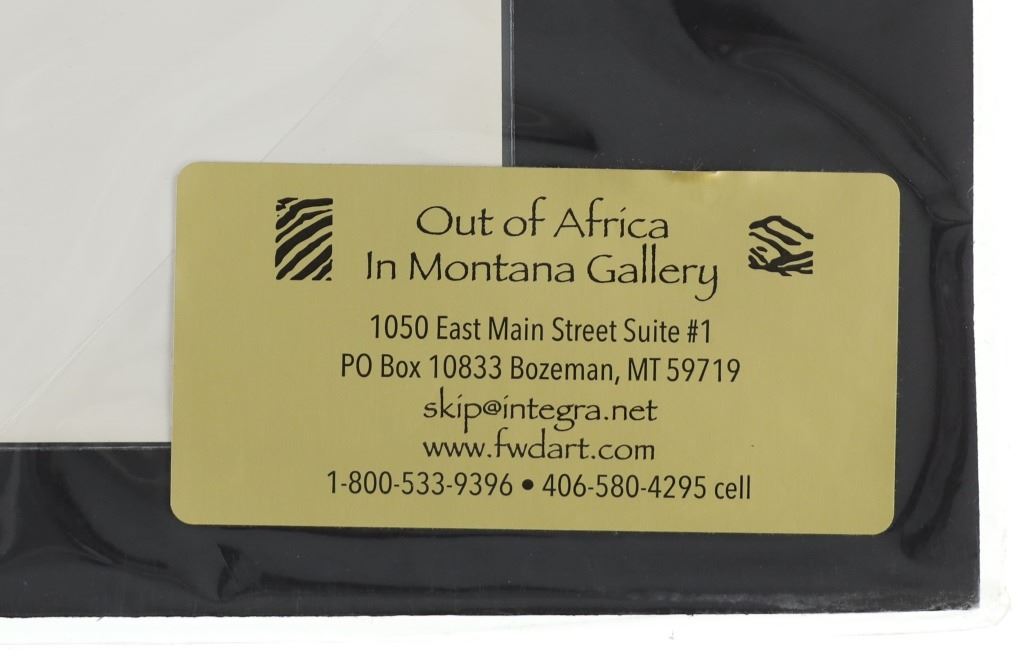 Out of Africa
In Montana Gallery
1050 East Main Street Suite #1
PO Box 10833 Bozeman, MT 59719
skip@integra.net
www.fwdart.com
1-800-533-9396 • 406-580-4295 cell